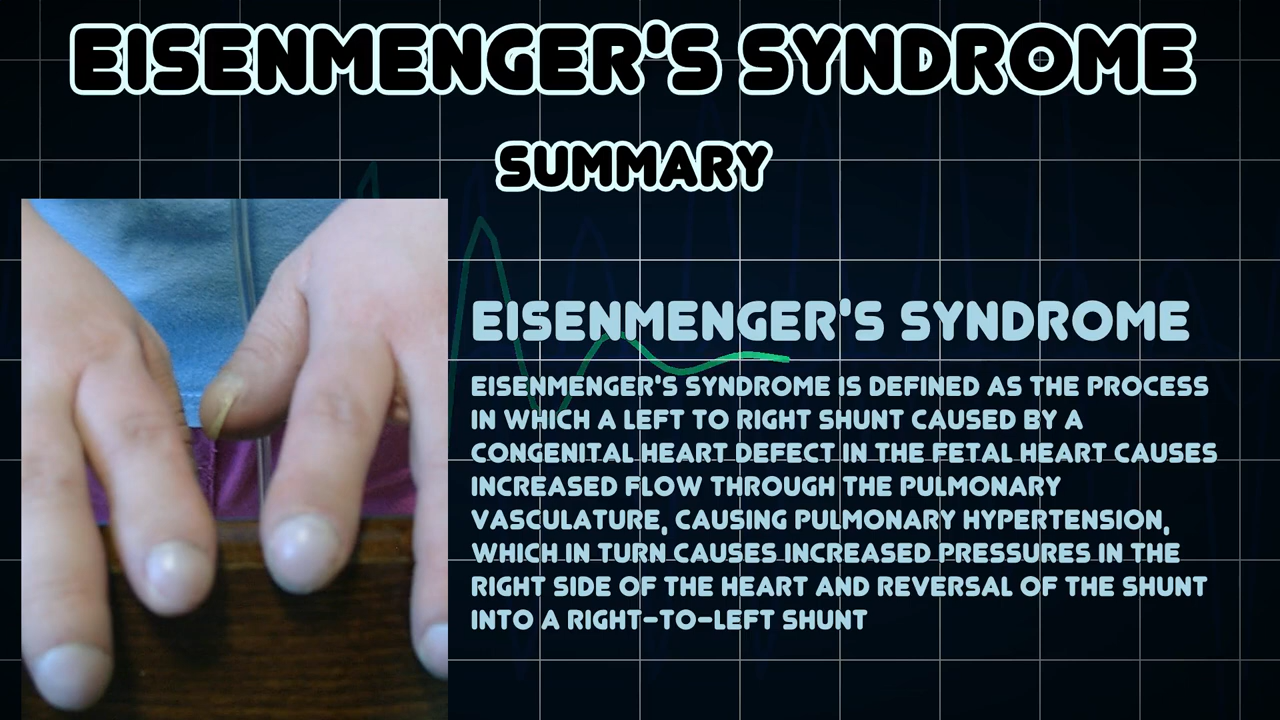 EISENMENGER'S SYNDROME
SUMMARY
EISENMENGER'S SYNDROME
EISENMENGER'S SYNDROME IS DEFINED AS THE PROCESS
IN WHICH A LEFT TO RIGHT SHUNT CAUSED BY A
CONGENITAL HEART DEFECT IN THE FETAL HEART CAUSES
INCREASED FLOW THROUGH THE PULMONARY
VASCULATURE, CAUSING PULMONARY HYPERTENSION,
WHICH IN TURN CAUSES INCREASED PRESSURES IN THE
RIGHT SIDE OF THE HEART AND REVERSAL OF THE SHUNT
INTO A RIGHT-TO-LEFT SHUNT